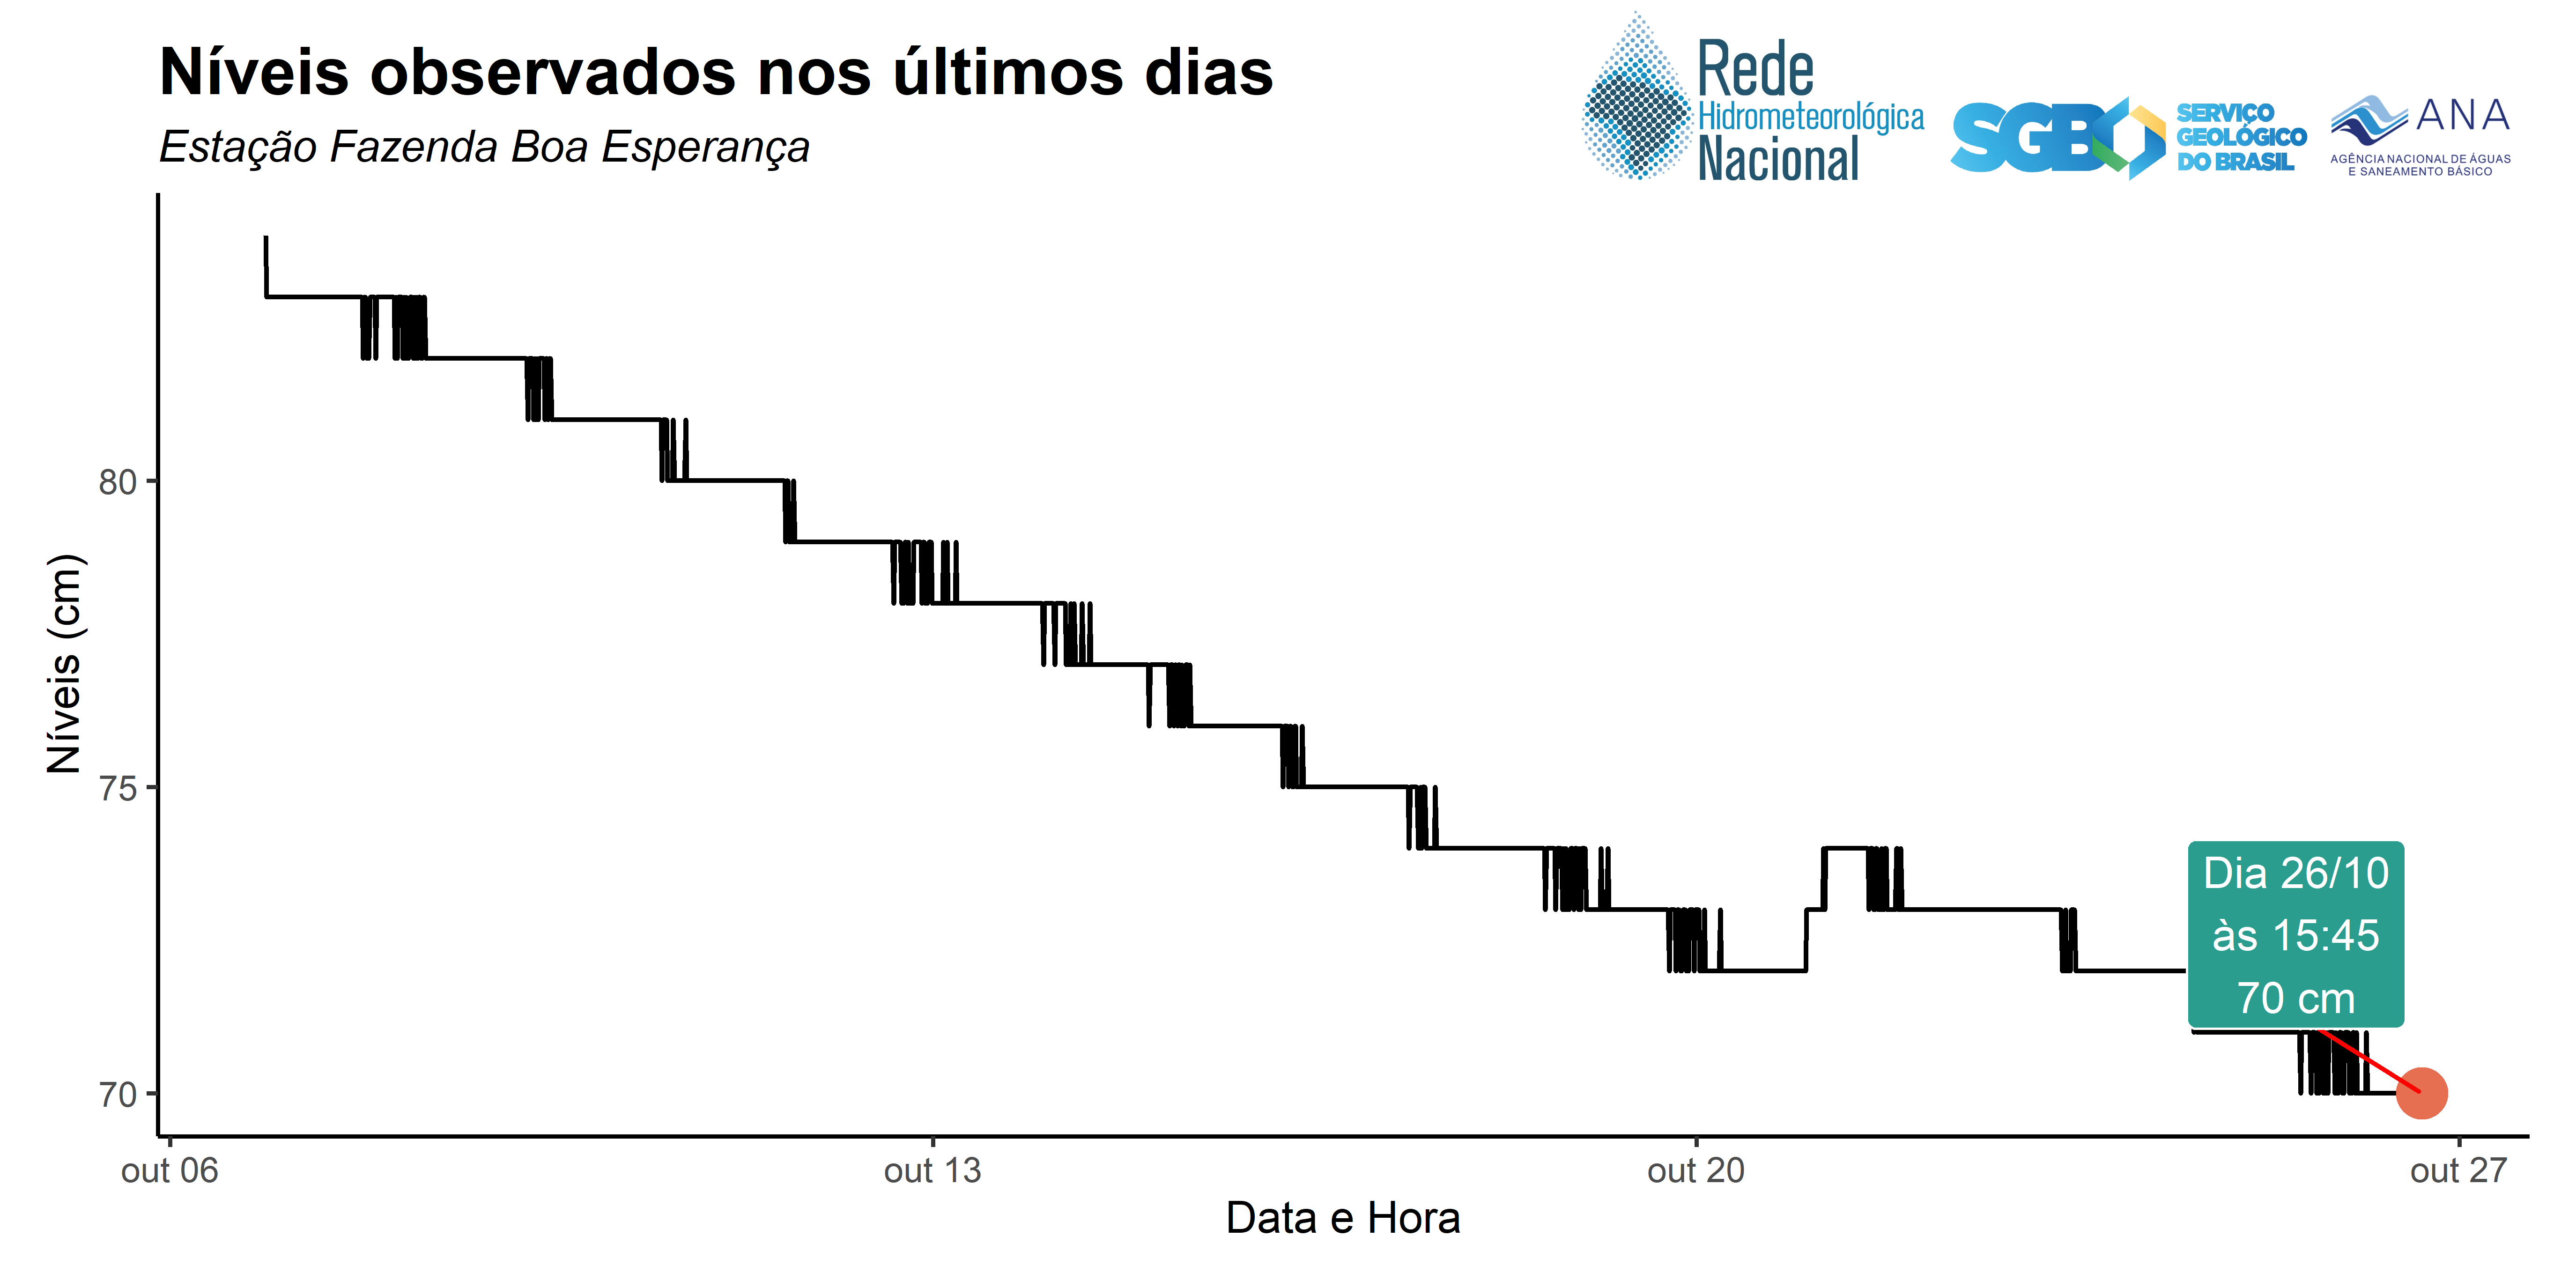 Níveis observados nos últimos dias
Estação Fazenda Boa Esperança
Rede
Hidrometeorológica
Nacional
SGB
SERVIÇO
GEOLÓGICO
DO BRASIL
ANA
AGÊNCIA NACIONAL DE ÁGUAS
E SANEAMENTO BÁSICO
Níveis (cm)
80
75
70
Dia 26/10
às 15:45
70 cm
out 06
out 13
out 20
out 27
Data e Hora